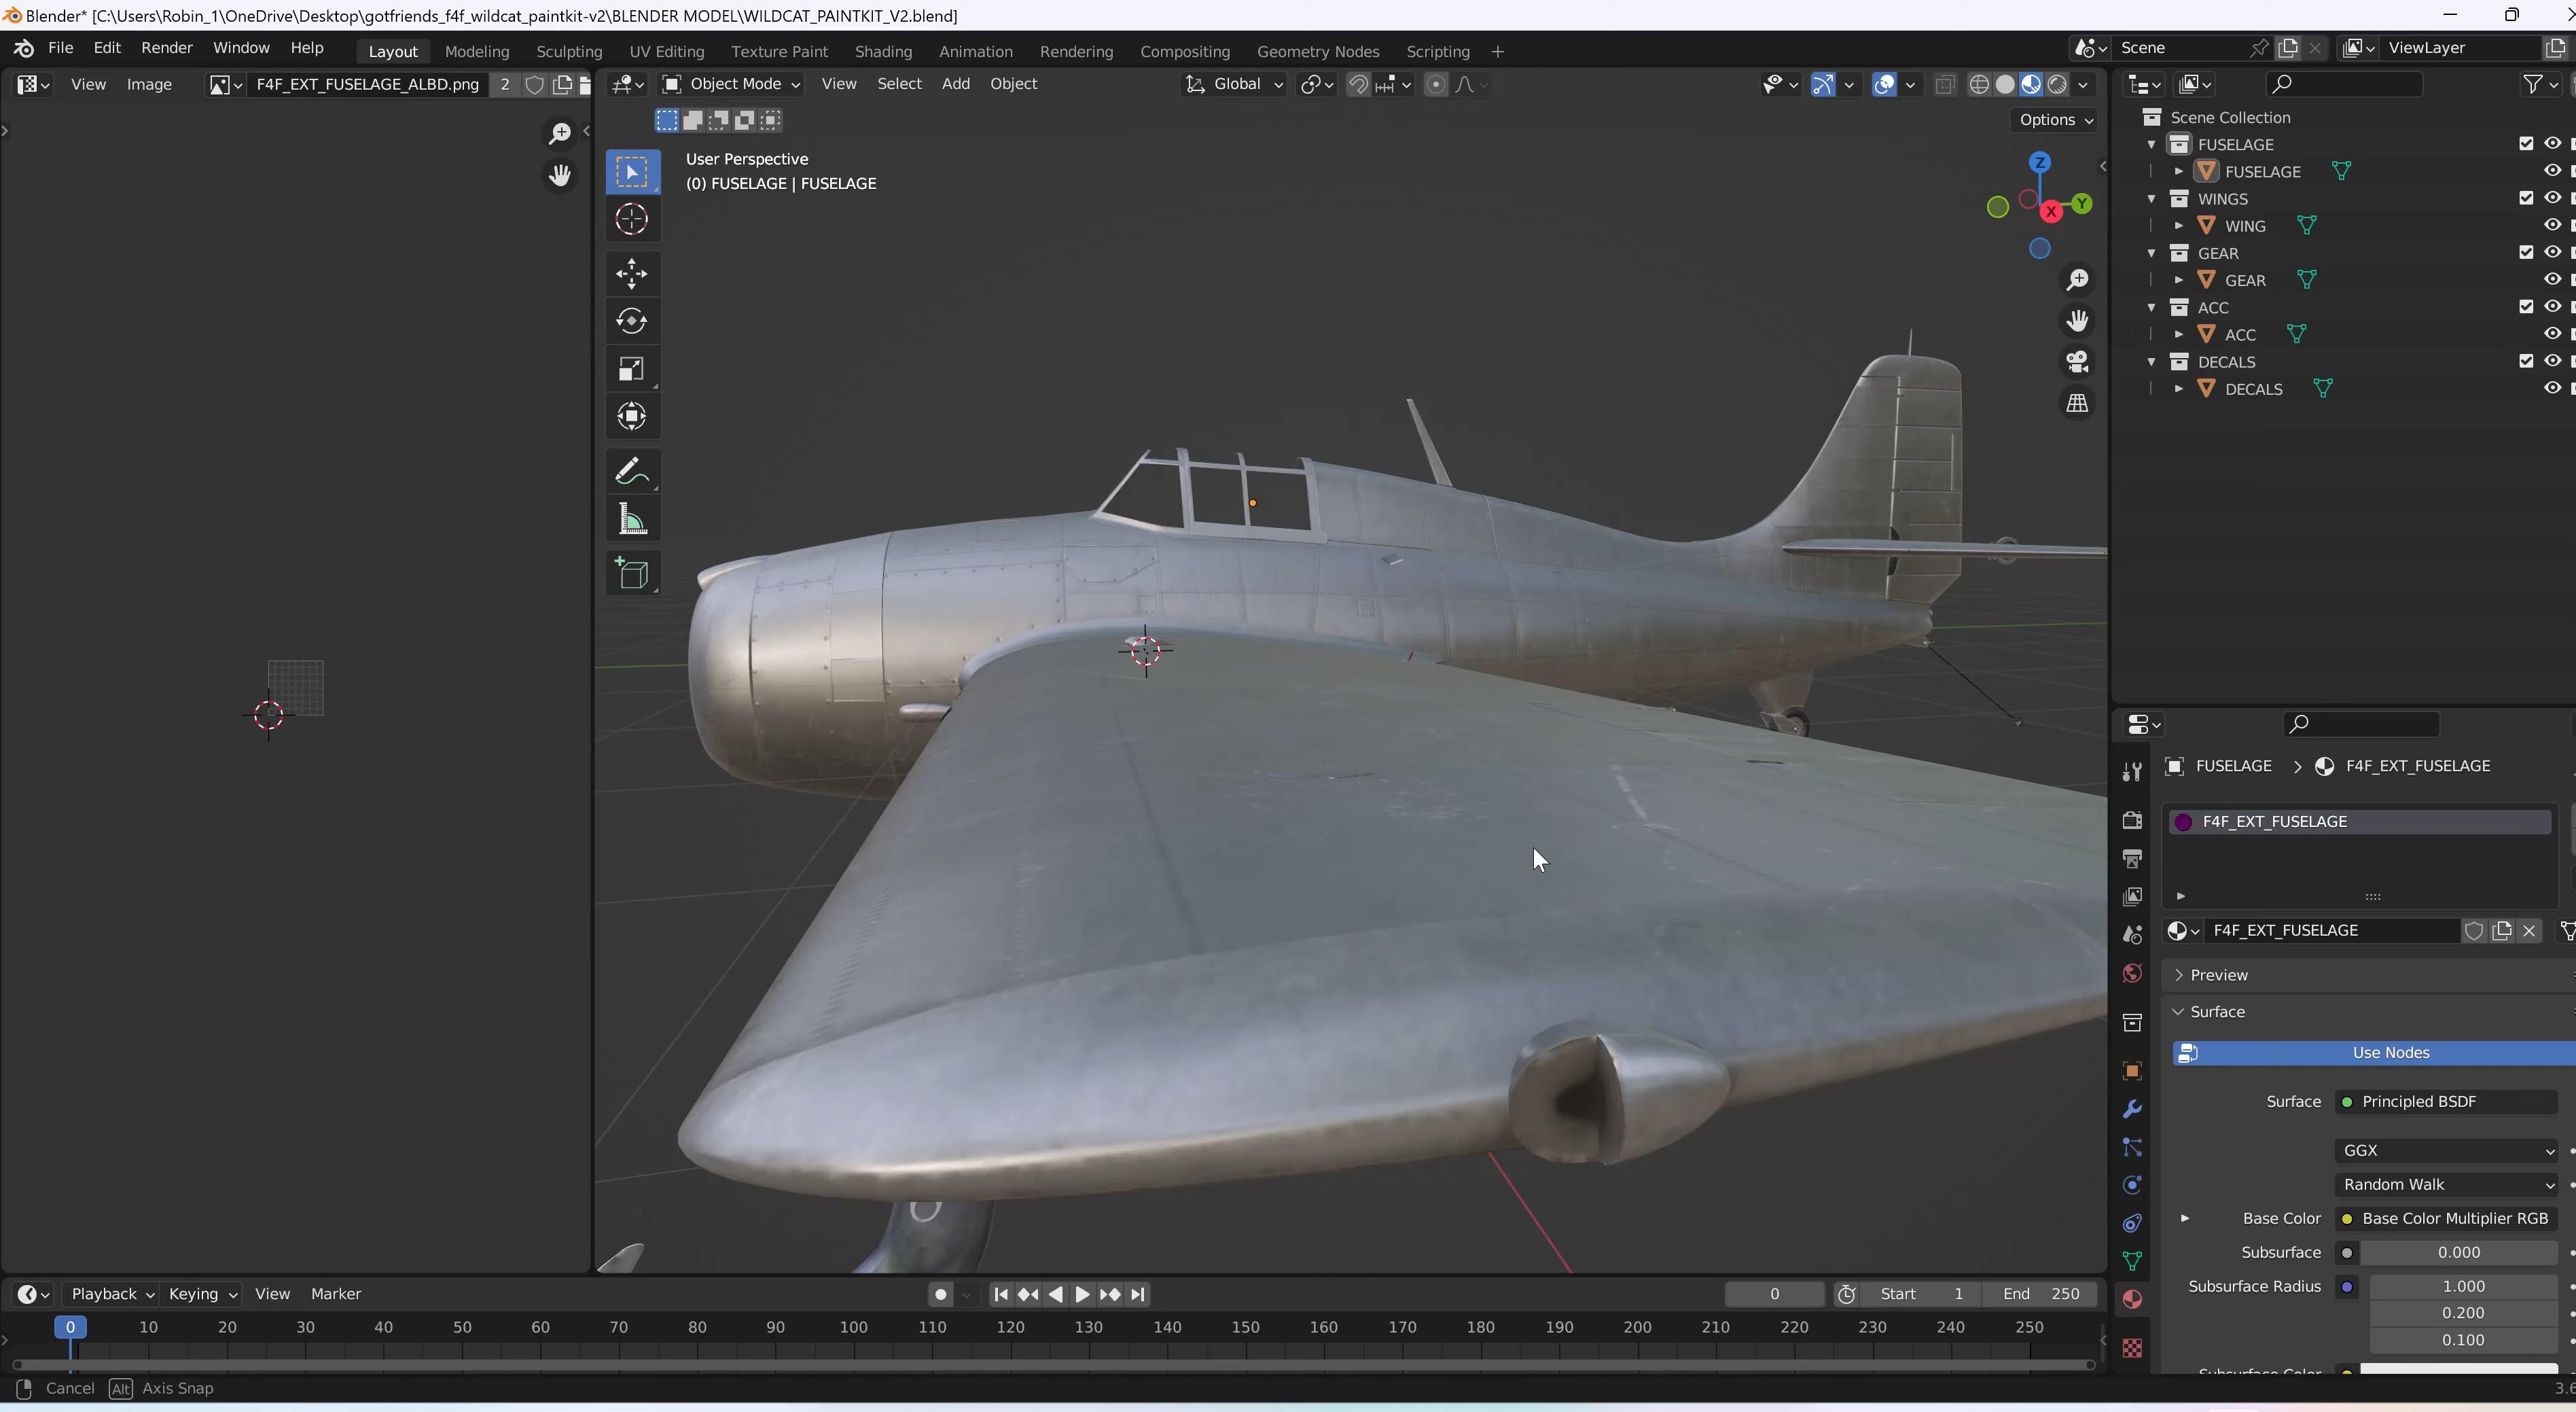 Blender* [C:\Users\Robin_1\OneDrive\Desktop\gotfriends_f4f_wildcat_paintkit-v2\BLENDER MODEL\WILDCAT_PAINTKIT_V2.blend]
File Edit Render Window Help Layout Modeling Sculpting UV Editing Texture Paint Shading Animation Rendering Compositing Geometry Nodes Scripting + Scene ViewLayer
View Image F4F_EXT_FUSELAGE_ALBD.png 2 Object Mode View Select Add Object Global
Options
User Perspective
(0) FUSELAGE | FUSELAGE
Z
Y
X
Scene Collection
FUSELAGE
FUSELAGE
WINGS
WING
GEAR
GEAR
ACC
ACC
DECALS
DECALS
FUSELAGE > F4F_EXT_FUSELAGE
F4F_EXT_FUSELAGE
F4F_EXT_FUSELAGE
Preview
Surface
Use Nodes
Surface Principled BSDF
GGX
Random Walk
Base Color Base Color Multiplier RGB
Subsurface 0.000
Subsurface Radius 1.000
0.200
0.100
Playback Keying View Marker 0 Start 1 End 250
0 10 20 30 40 50 60 70 80 90 100 110 120 130 140 150 160 170 180 190 200 210 220 230 240 250
Cancel Alt Axis Snap